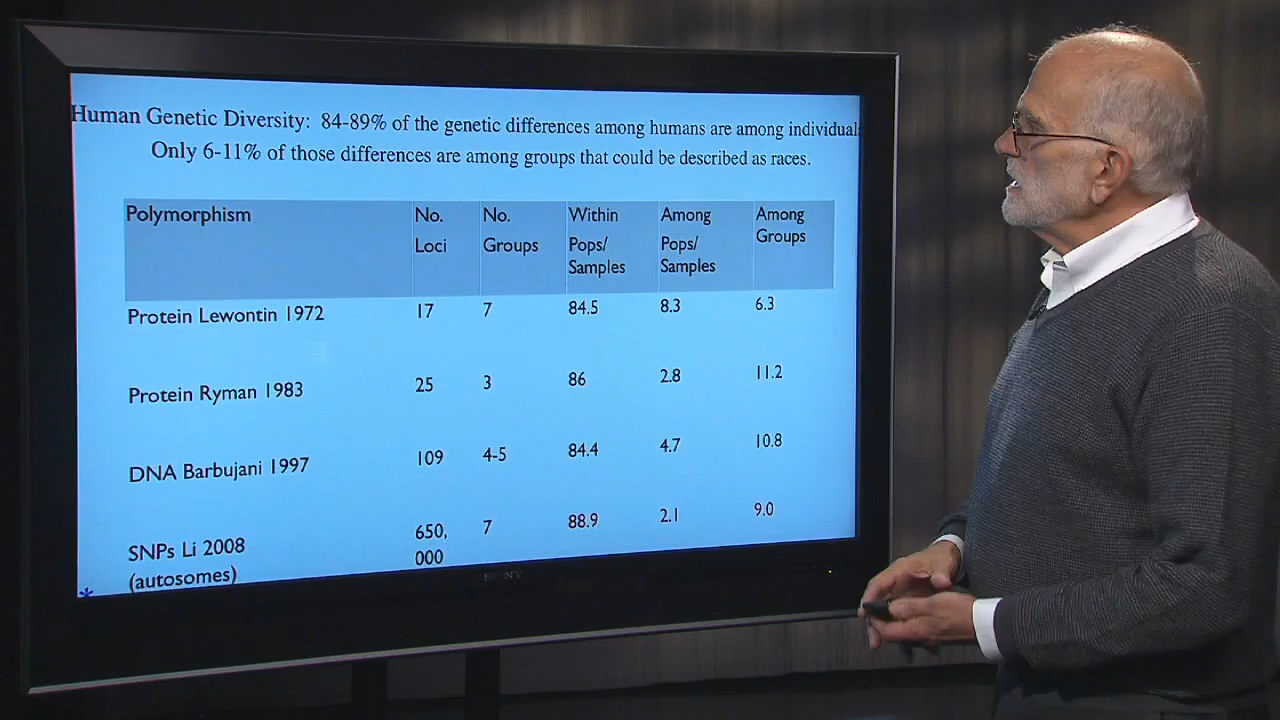 Human Genetic Diversity: 84-89% of the genetic differences among humans are among individual
Only 6-11% of those differences are among groups that could be described as races.
Polymorphism No. Loci No. Groups Within Pops/ Samples Among Pops/ Samples Among Groups
Protein Lewontin 1972 17 7 84.5 8.3 6.3
Protein Ryman 1983 25 3 86 2.8 11.2
DNA Barbujani 1997 109 4-5 84.4 4.7 10.8
SNPs Li 2008 (autosomes) 650, 000 7 88.9 2.1 9.0
*
SONY